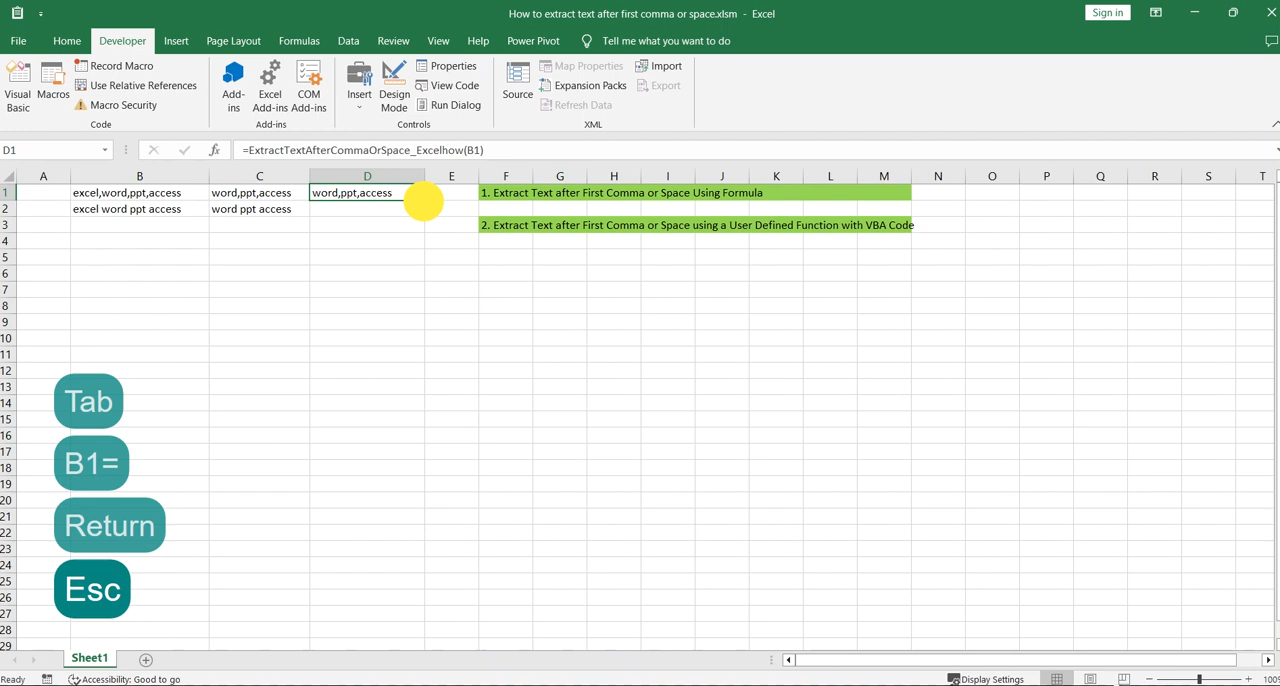 How to extract text after first comma or space.xlsm - Excel
Sign in
File Home Developer Insert Page Layout Formulas Data Review View Help Power Pivot Tell me what you want to do
Visual Basic
Macros
Record Macro
Use Relative References
Macro Security
Code
Add-ins
Excel Add-ins
COM Add-ins
Add-ins
Insert
Design Mode
Properties
View Code
Run Dialog
Controls
Source
Map Properties
Expansion Packs
Refresh Data
Import
Export
XML
D1
fx
=ExtractTextAfterCommaOrSpace_Excelhow(B1)
A B C D E F G H I J K L M N O P Q R S T
1 excel,word,ppt,access word,ppt,access word,ppt,access 1. Extract Text after First Comma or Space Using Formula
2 excel word ppt access word ppt access
3 2. Extract Text after First Comma or Space using a User Defined Function with VBA Code
4
5
6
7
8
9
10
11
12
13
14
15
16
17
18
19
20
21
22
23
24
25
26
27
28
29
Tab
B1=
Return
Esc
Sheet1
Ready
Accessibility: Good to go
Display Settings
100%